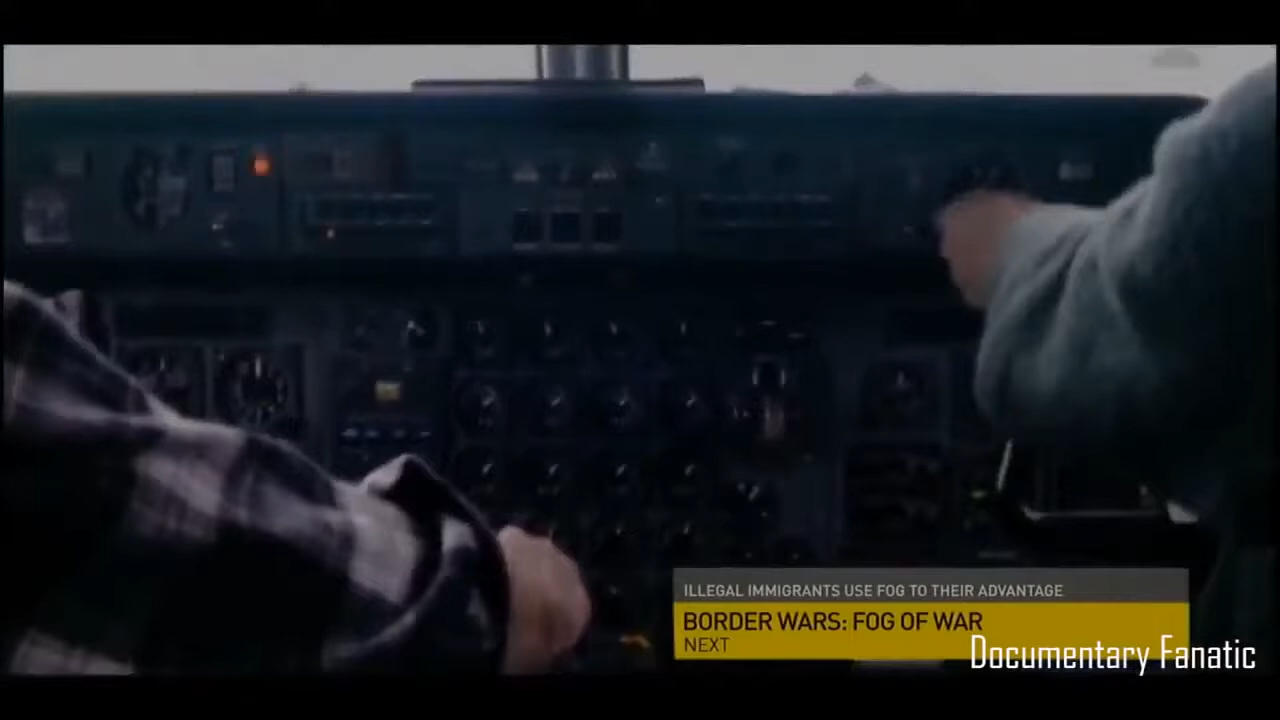 ILLEGAL IMMIGRANTS USE FOG TO THEIR ADVANTAGE
BORDER WARS: FOG OF WAR
NEXT
Documentary Fanatic